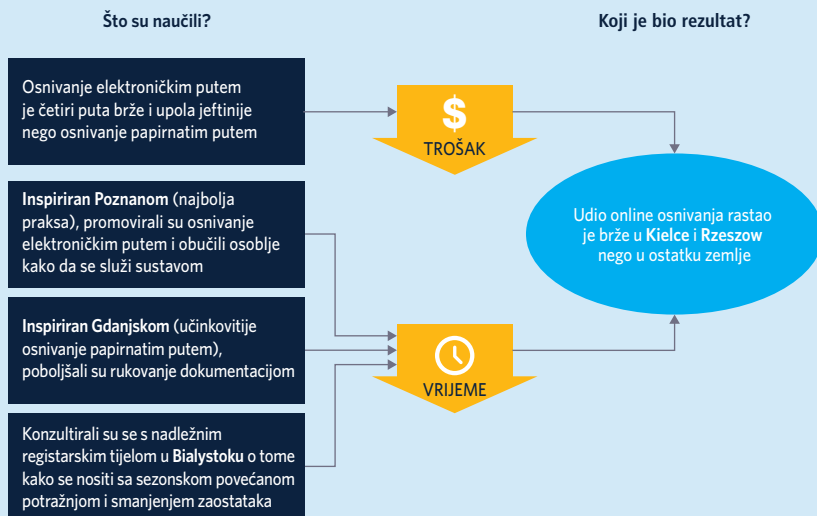 Što su naučili?
Koji je bio rezultat?
Osnivanje elektroničkim putem
je četiri puta brže i upola jeftinije
nego osnivanje papirnatim putem
$
TROŠAK
Inspiriran Poznanom (najbolja
praksa), promovirali su osnivanje
elektroničkim putem i obučili osoblje
kako da se služi sustavom
Udio online osnivanja rastao
je brže u Kielce i Rzeszow
nego u ostatku zemlje
Inspiriran Gdanjskom (učinkovitije
osnivanje papirnatim putem),
poboljšali su rukovanje dokumentacijom
VRIJEME
Konzultirali su se s nadležnim
registarskim tijelom u Bialystoku o tome
kako se nositi sa sezonskom povećanom
potražnjom i smanjenjem zaostataka